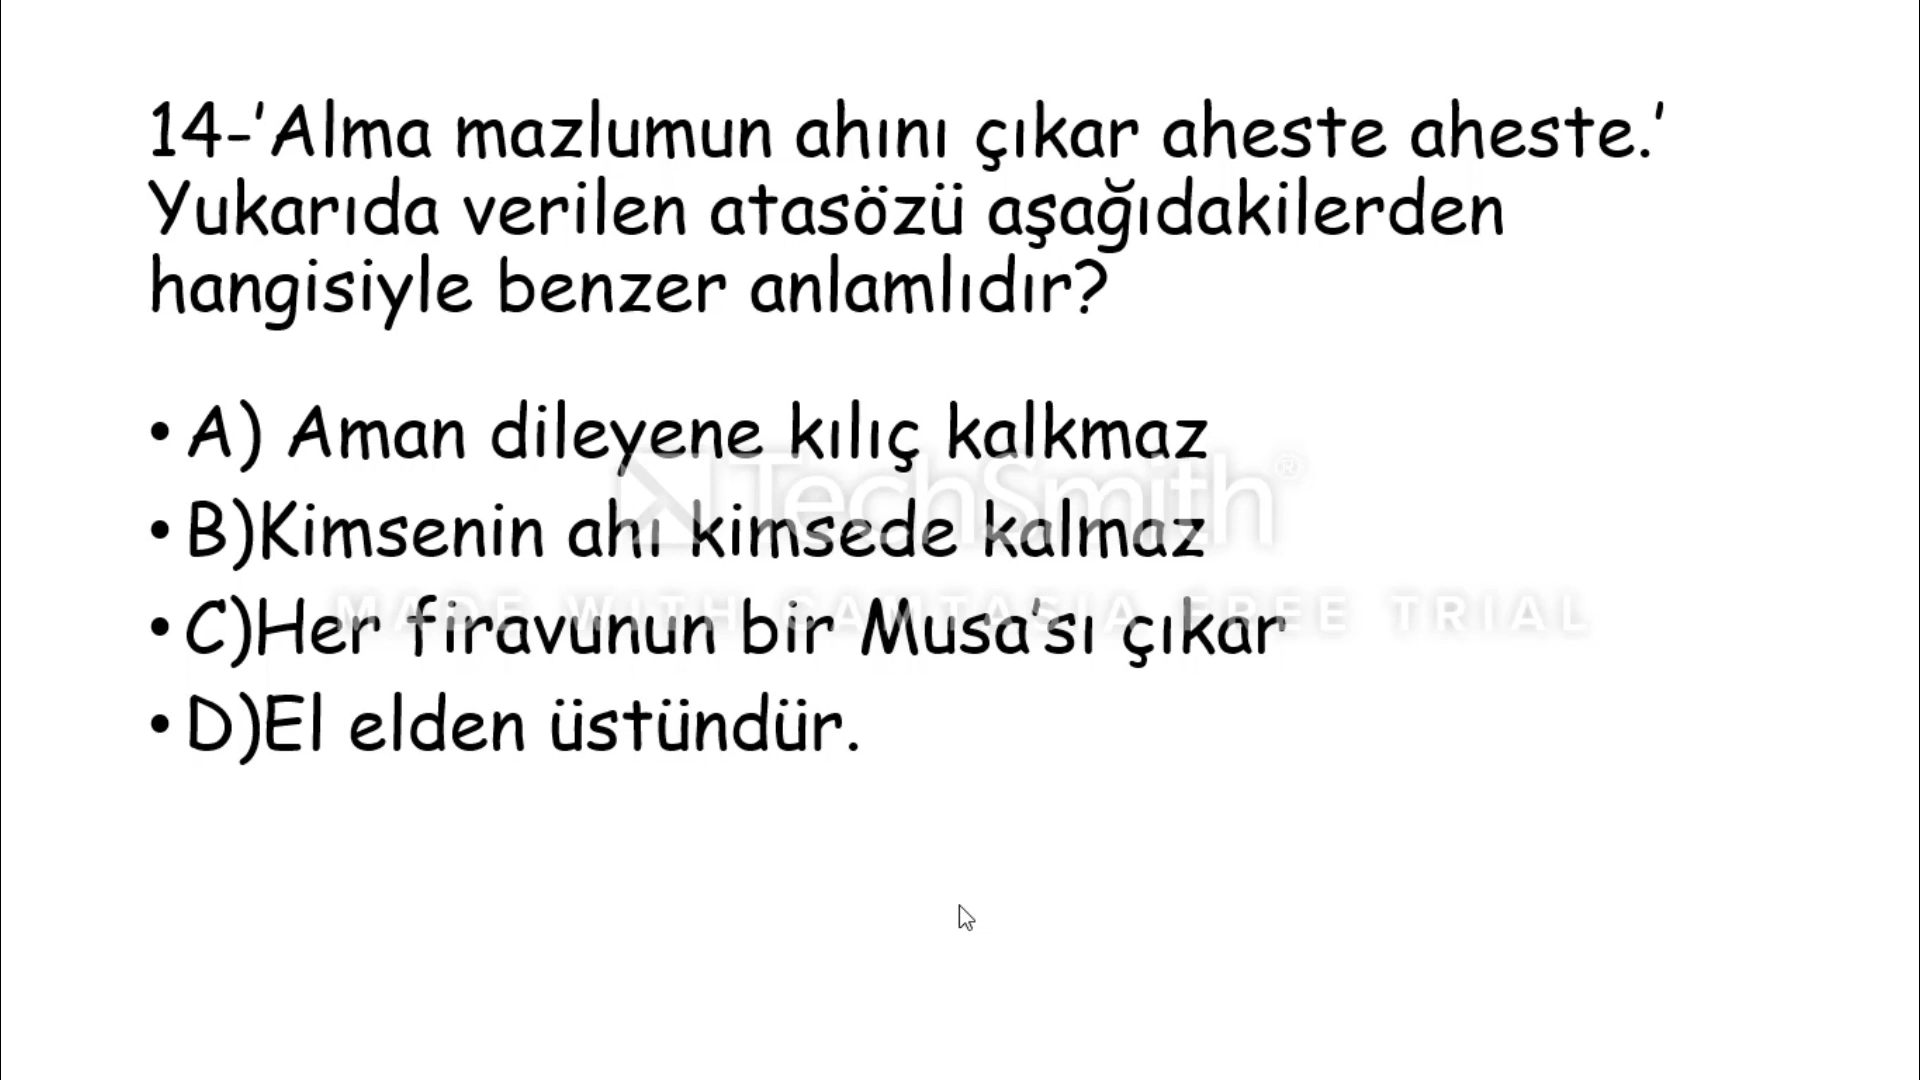 14-'Alma mazlumun ahını çıkar aheste aheste.'
Yukarıda verilen atasözü aşağıdakilerden
hangisiyle benzer anlamlıdır?
• A) Aman dileyene kılıç kalkmaz
• B)Kimsenin ahı kimsede kalmaz
• C)Her firavunun bir Musa'sı çıkar
• D)El elden üstündür.
TechSmith®
MADE WITH CAMTASIA FREE TRIAL